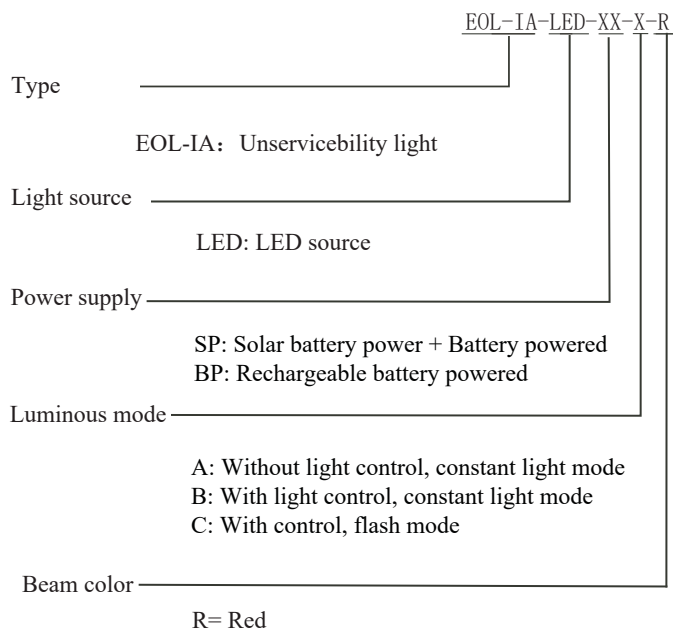 EOL-IA-LED-XX-X-R
Type
EOL-IA：Unservicebility light
Light source
LED: LED source
Power supply
SP: Solar battery power + Battery powered
BP: Rechargeable battery powered
Luminous mode
A: Without light control, constant light mode
B: With light control, constant light mode
C: With control, flash mode
Beam color
R= Red